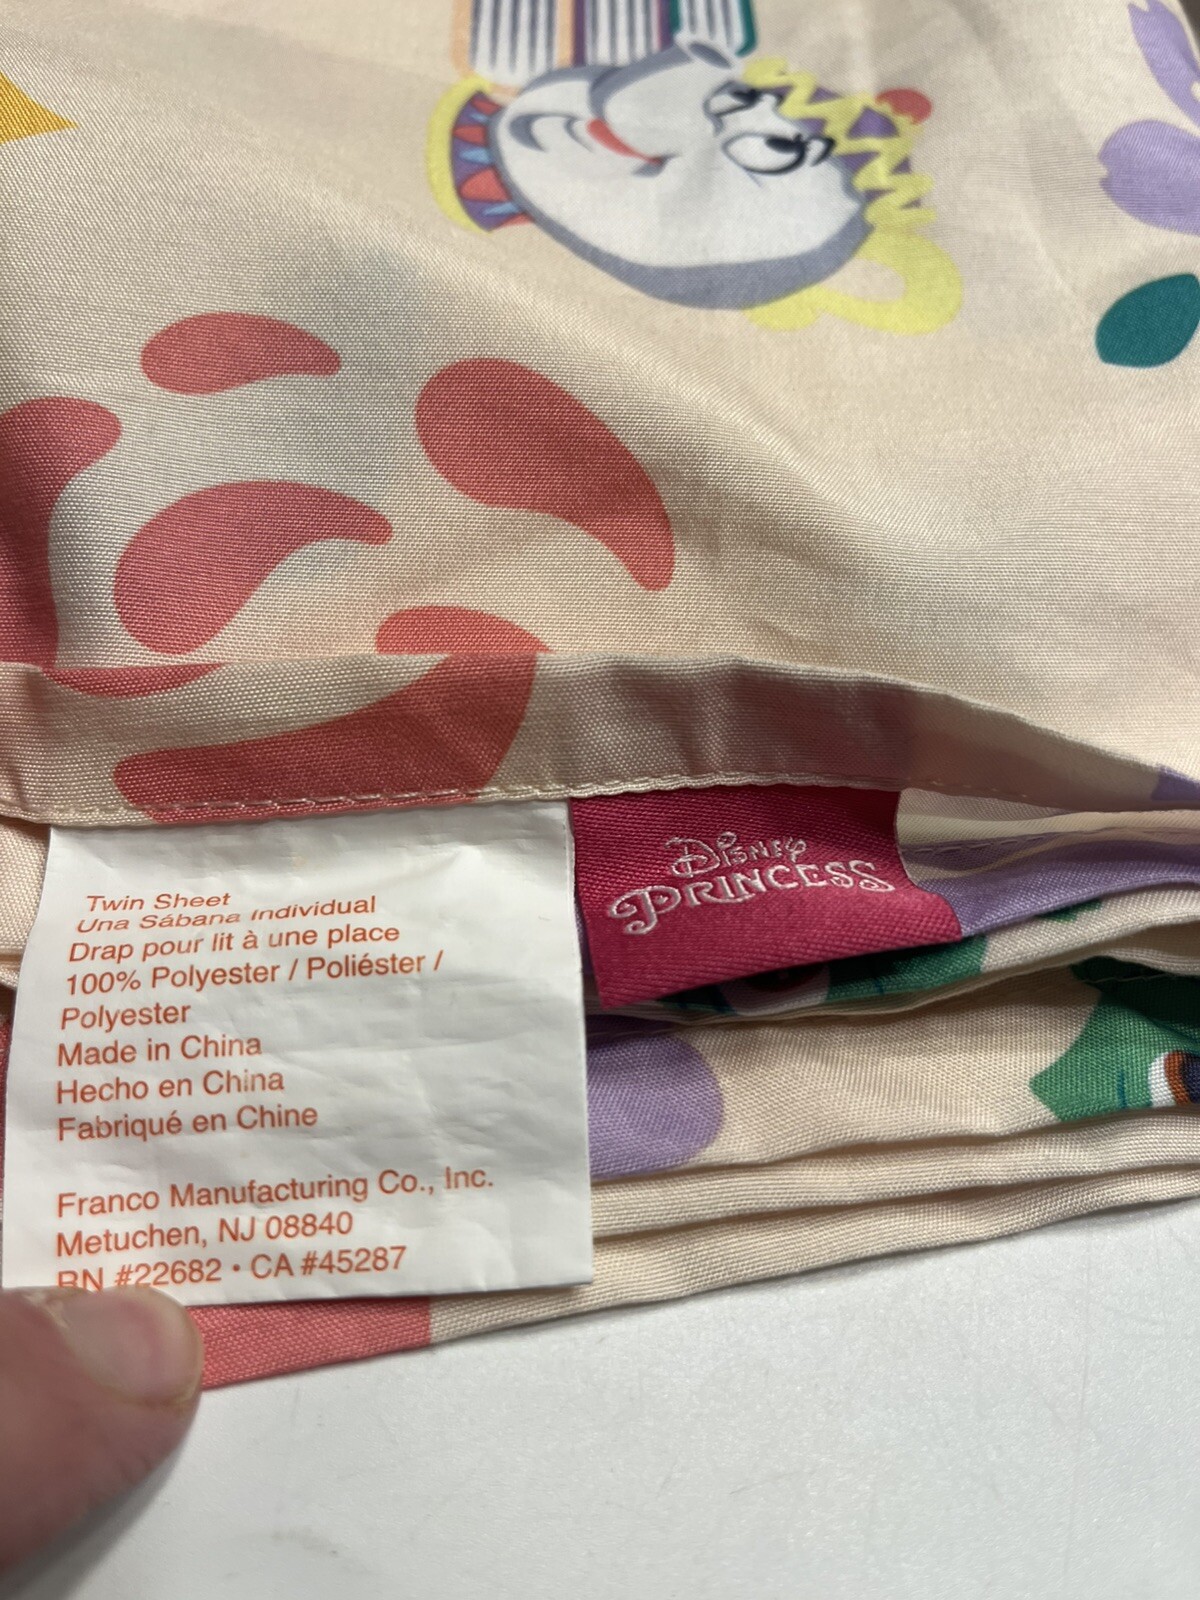 Twin Sheet
Una Sábana Individual
Drap pour lit à une place
100% Polyester / Poliéster /
Polyester
Made in China
Hecho en China
Fabriqué en Chine
Franco Manufacturing Co., Inc.
Metuchen, NJ 08840
RN #22682 · CA #45287
Disney
PRINCESS